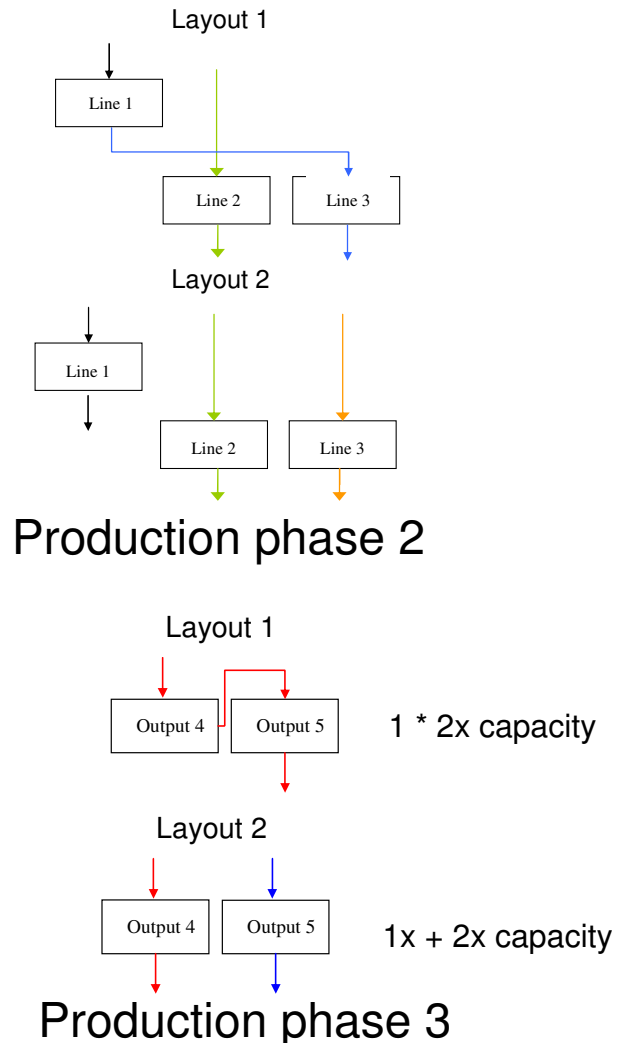 Layout 1
Line 1
Line 2 Line 3
Layout 2
Line 1
Line 2 Line 3
Production phase 2
Layout 1
Output 4 Output 5 1 * 2x capacity
Layout 2
Output 4 Output 5 1x + 2x capacity
Production phase 3